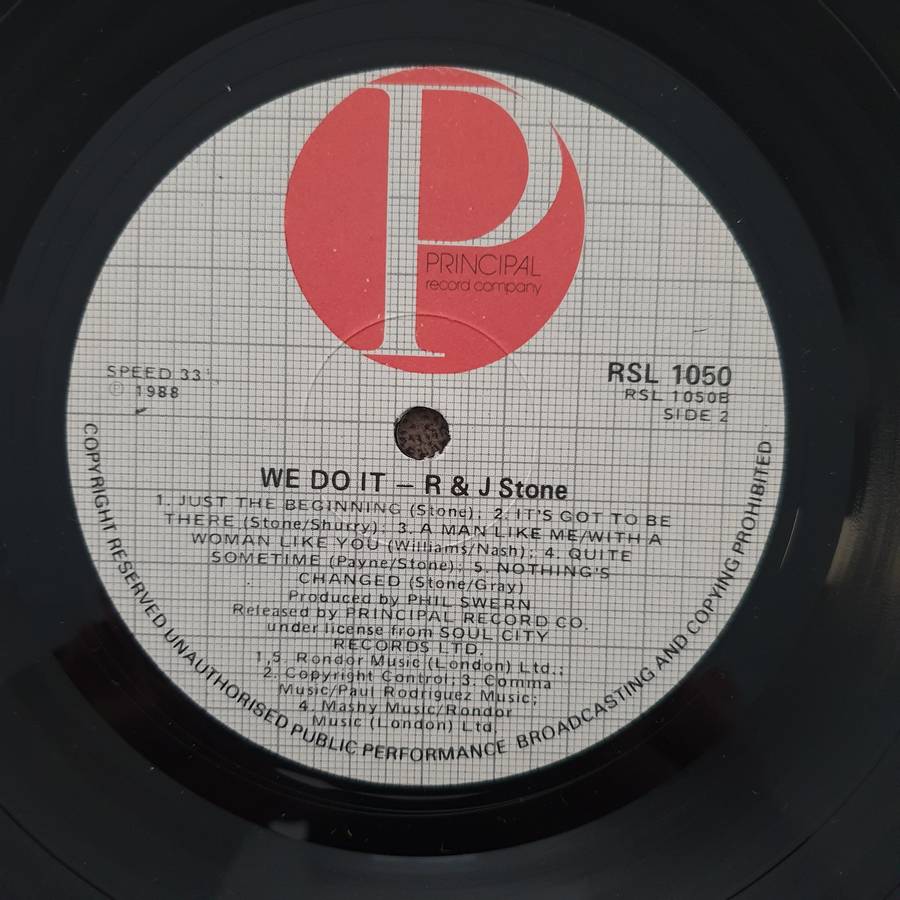 P
PRINCIPAL
record company
SPEED 33⅓
℗ 1988
RSL 1050
RSL 1050B
SIDE 2
WE DO IT – R & J Stone
1. JUST THE BEGINNING (Stone); 2. IT'S GOT TO BE
THERE (Stone/Shurry); 3. A MAN LIKE ME/WITH A
WOMAN LIKE YOU (Williams/Nash); 4. QUITE
SOMETIME (Payne/Stone); 5. NOTHING'S
CHANGED (Stone/Gray)
Produced by PHIL SWERN
Released by PRINCIPAL RECORD CO.
under license from SOUL CITY
RECORDS LTD.
1,5. Rondor Music (London) Ltd.;
2. Copyright Control; 3. Comma
Music/Paul Rodriguez Music;
4. Mashy Music/Rondor
Music (London) Ltd.
COPYRIGHT RESERVED UNAUTHORISED PUBLIC PERFORMANCE BROADCASTING AND COPYING PROHIBITED